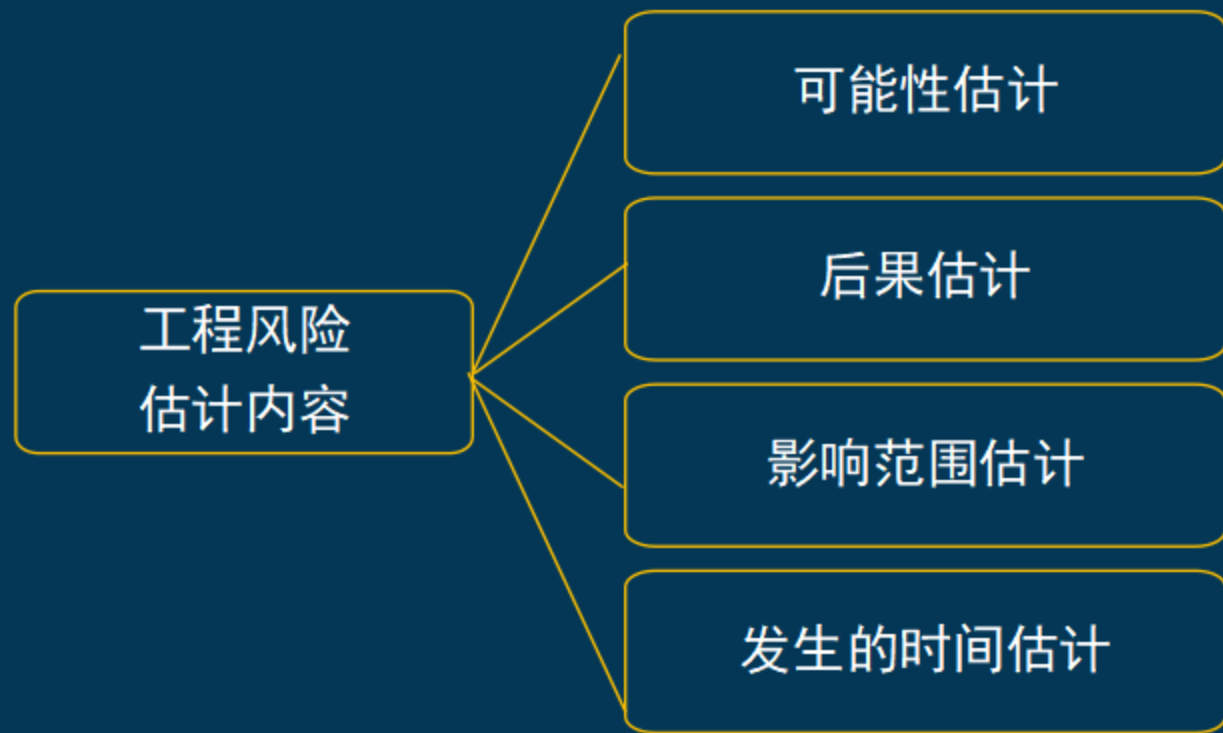 可能性估计
后果估计
工程风险
估计内容
影响范围估计
发生的时间估计